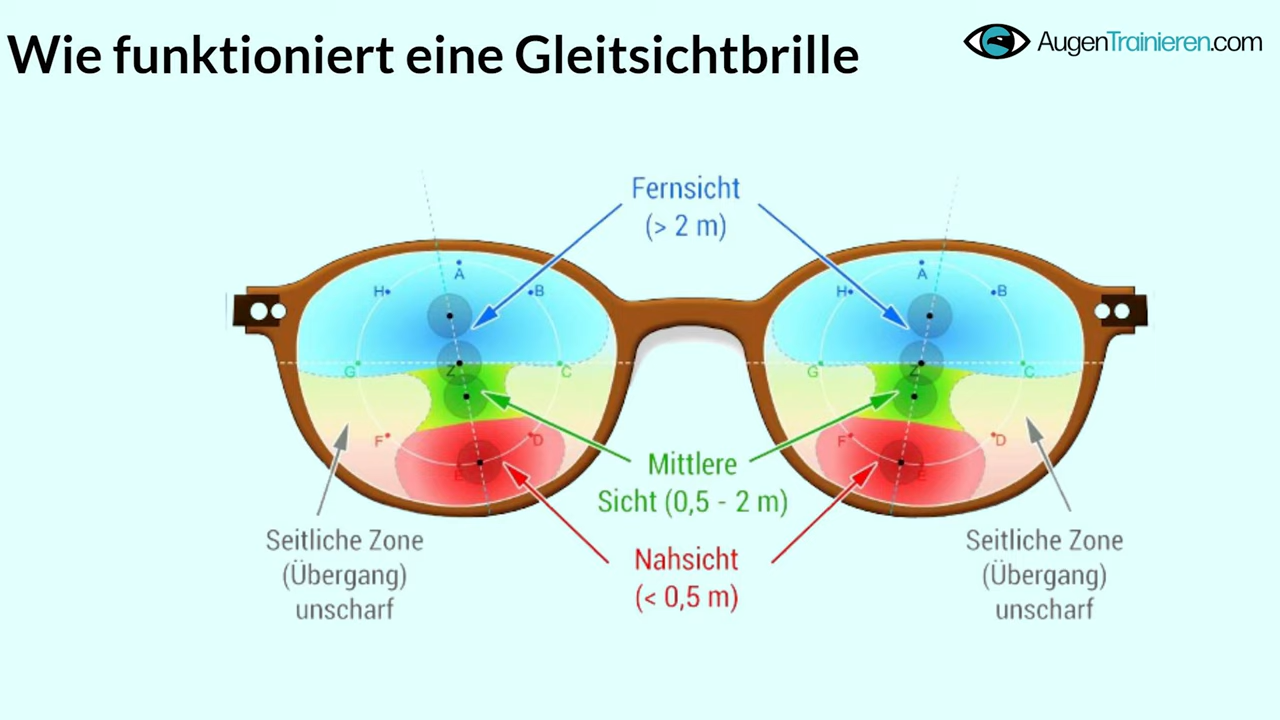 Wie funktioniert eine Gleitsichtbrille
AugenTrainieren.com
Fernsicht
(> 2 m)
A
H
B
G
Z
C
F
D
E
A
H
B
G
Z
C
F
D
E
Mittlere
Sicht (0,5 - 2 m)
Nahsicht
(< 0,5 m)
Seitliche Zone
(Übergang)
unscharf
Seitliche Zone
(Übergang)
unscharf